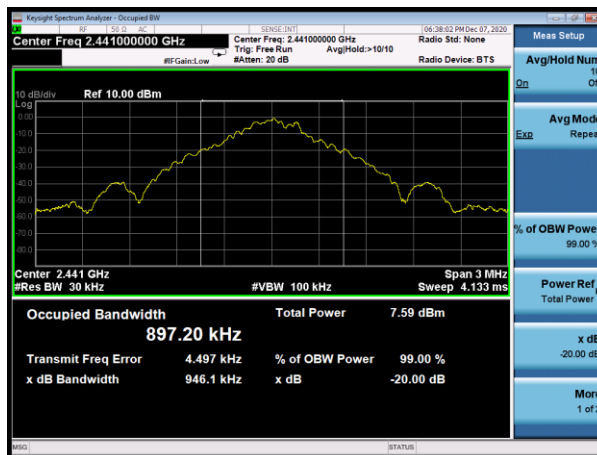 Keysight Spectrum Analyzer - Occupied BW
RF 50 Ω AC SENSE:INT 06:38:02 PM Dec 07, 2020
Center Freq 2.441000000 GHz Center Freq: 2.441000000 GHz Radio Std: None
Trig: Free Run Avg|Hold:>10/10
#IFGain:Low #Atten: 20 dB Radio Device: BTS
10 dB/div Ref 10.00 dBm
Log
0.00
-10.0
-20.0
-30.0
-40.0
-50.0
-60.0
-70.0
-80.0
Center 2.441 GHz Span 3 MHz
#Res BW 30 kHz #VBW 100 kHz Sweep 4.133 ms
Occupied Bandwidth Total Power 7.59 dBm
897.20 kHz
Transmit Freq Error 4.497 kHz % of OBW Power 99.00 %
x dB Bandwidth 946.1 kHz x dB -20.00 dB
MSG STATUS
Meas Setup
Avg/Hold Num
10
On Of
Avg Mode
Exp Repea
% of OBW Power
99.00 %
Power Ref
Total Power
x dB
-20.00 dB
More
1 of 2